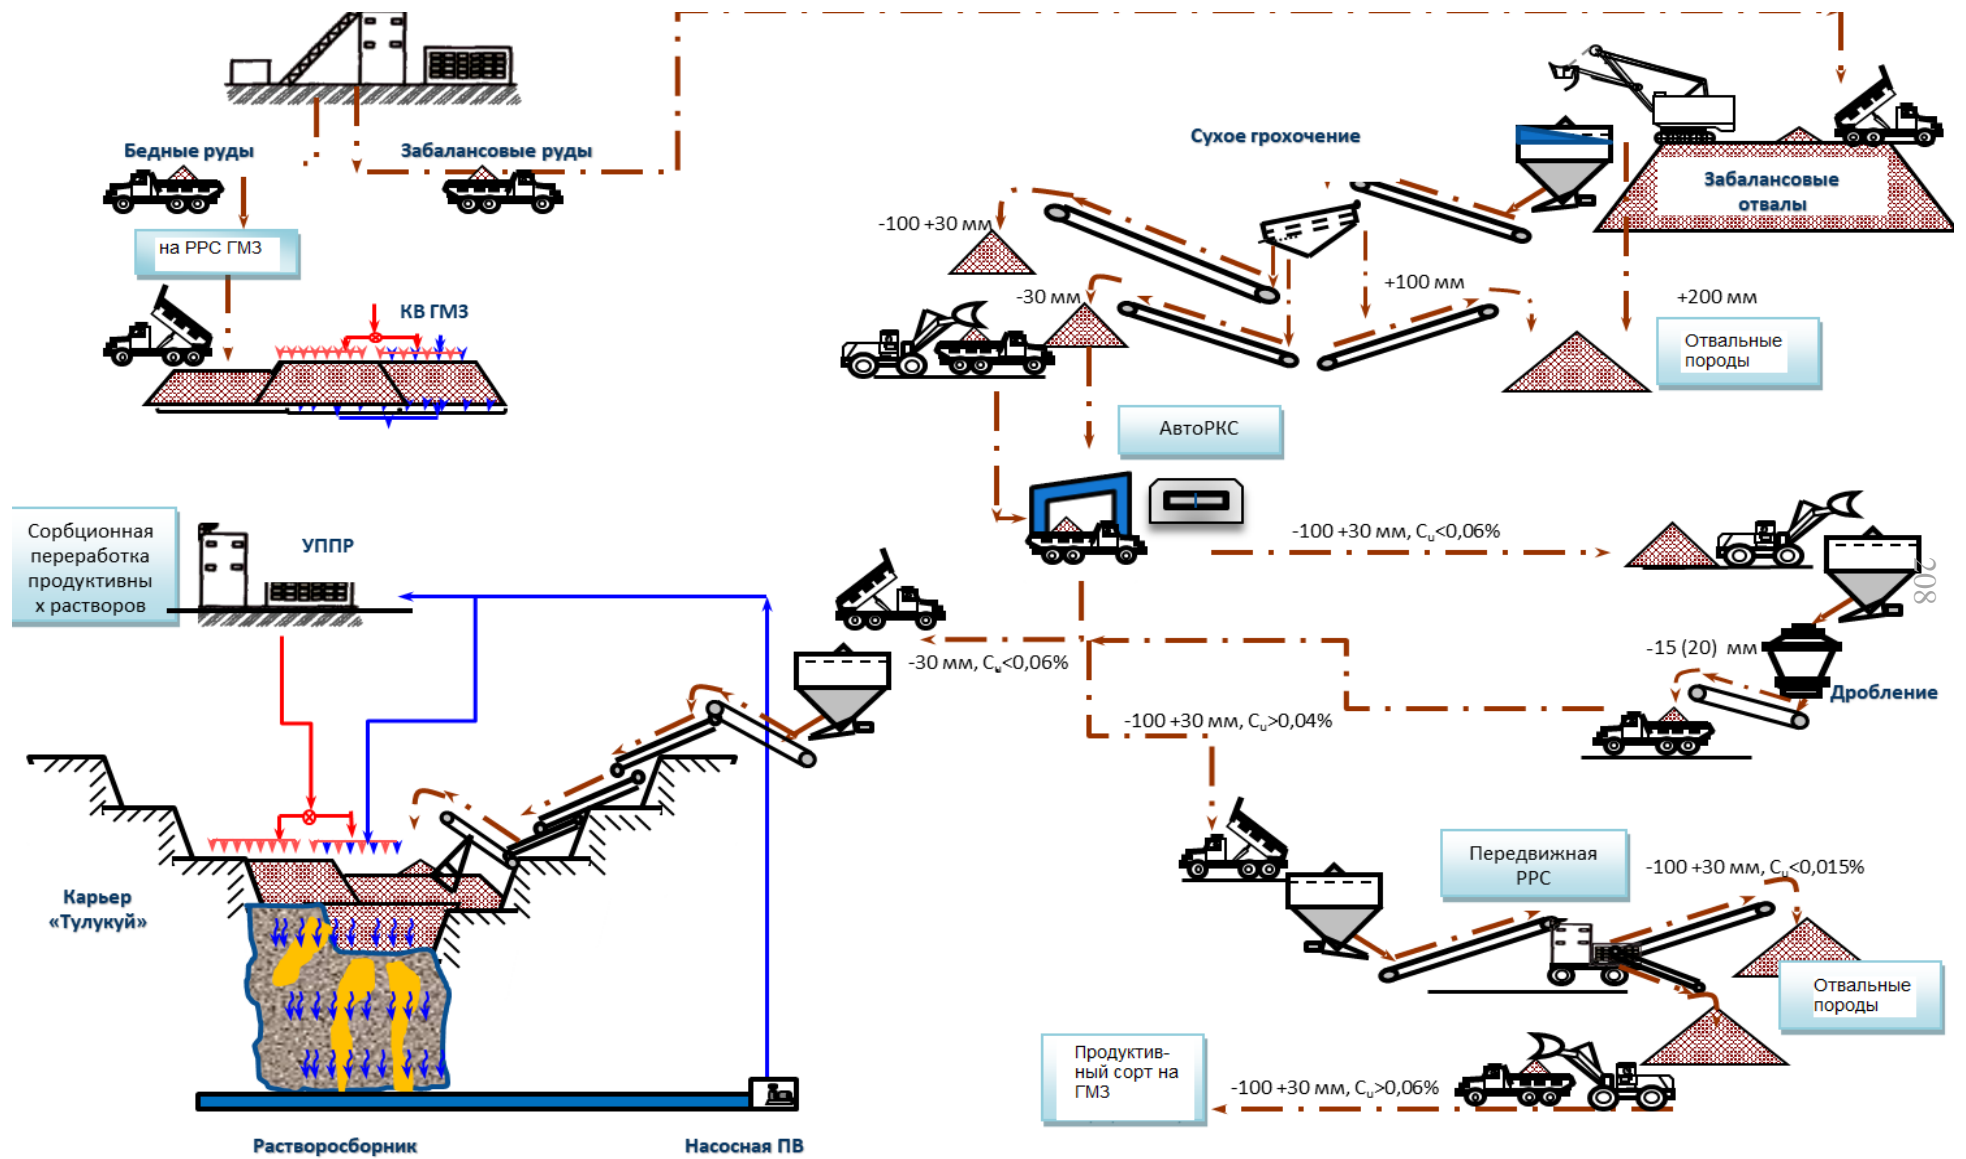 Бедные руды
Забалансовые руды
на РРС ГМЗ
КВ ГМЗ
Сухое грохочение
Забалансовые
отвалы
-100 +30 мм
-30 мм
+100 мм
+200 мм
Отвальные
породы
АвтоРКС
Сорбционная
переработка
продуктивны
х растворов
УППР
-100 +30 мм, Cu<0,06%
208
-15 (20) мм
Дробление
-30 мм, Cu<0,06%
-100 +30 мм, Cu>0,04%
Передвижная
РРС
-100 +30 мм, Cu<0,015%
Карьер
«Тулукуй»
Отвальные
породы
Продуктив-
ный сорт на
ГМЗ
-100 +30 мм, Cu>0,06%
Растворосборник
Насосная ПВ